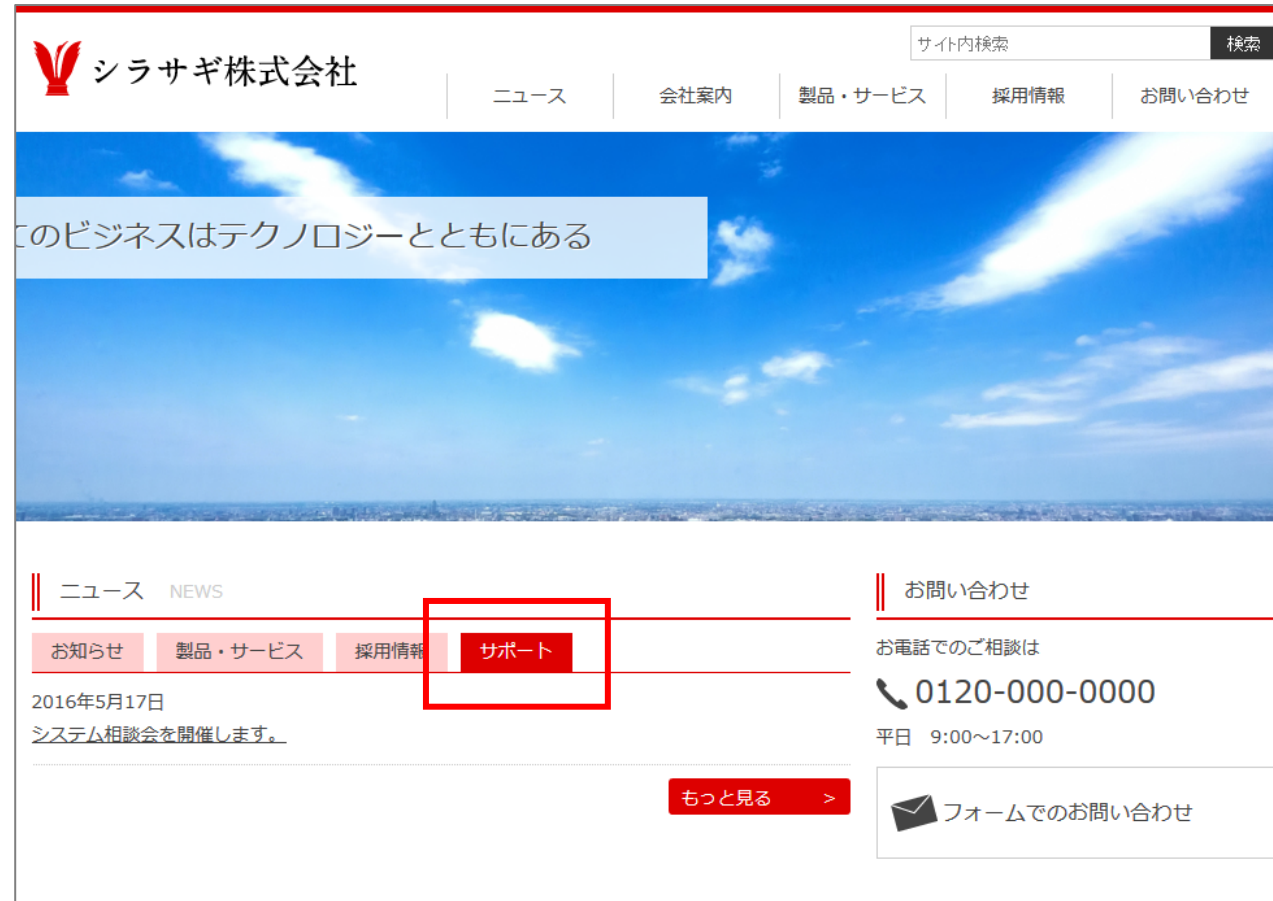 シラサギ株式会社
サイト内検索
検索
ニュース
会社案内
製品・サービス
採用情報
お問い合わせ
のビジネスはテクノロジーとともにある
ニュース NEWS
お知らせ
製品・サービス
採用情報
サポート
2016年5月17日
システム相談会を開催します。
もっと見る >
お問い合わせ
お電話でのご相談は
0120-000-0000
平日 9:00～17:00
フォームでのお問い合わせ